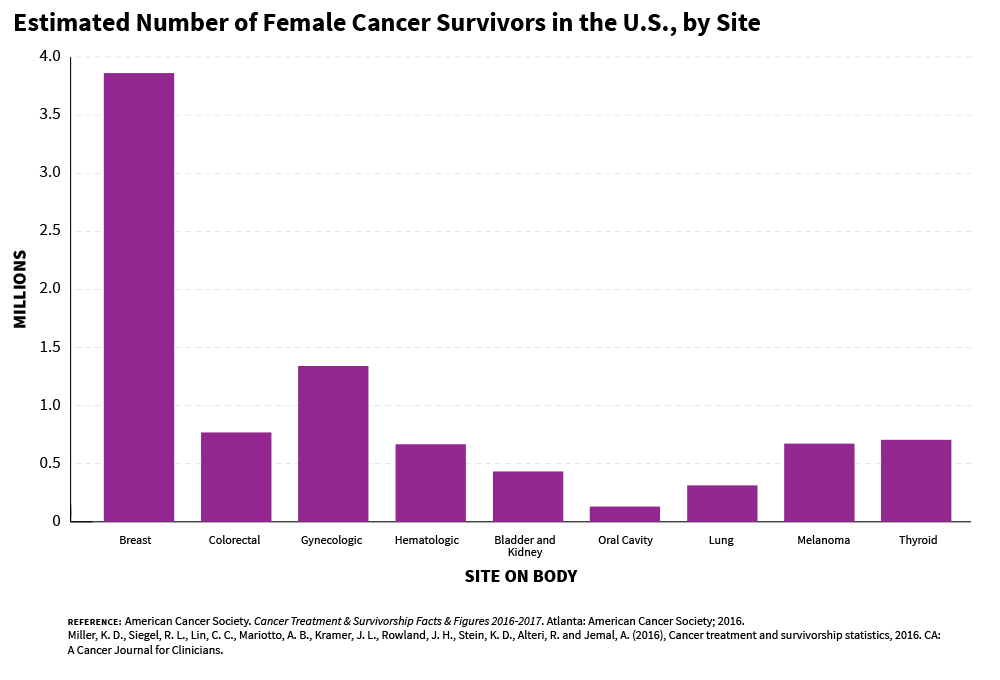 Estimated Number of Female Cancer Survivors in the U.S., by Site
4.0
3.5
3.0
2.5
2.0
1.5
1.0
0.5
0
MILLIONS
Breast
Colorectal
Gynecologic
Hematologic
Bladder and
Kidney
Oral Cavity
Lung
Melanoma
Thyroid
SITE ON BODY
REFERENCE: American Cancer Society. Cancer Treatment & Survivorship Facts & Figures 2016-2017. Atlanta: American Cancer Society; 2016.
Miller, K. D., Siegel, R. L., Lin, C. C., Mariotto, A. B., Kramer, J. L., Rowland, J. H., Stein, K. D., Alteri, R. and Jemal, A. (2016), Cancer treatment and survivorship statistics, 2016. CA:
A Cancer Journal for Clinicians.